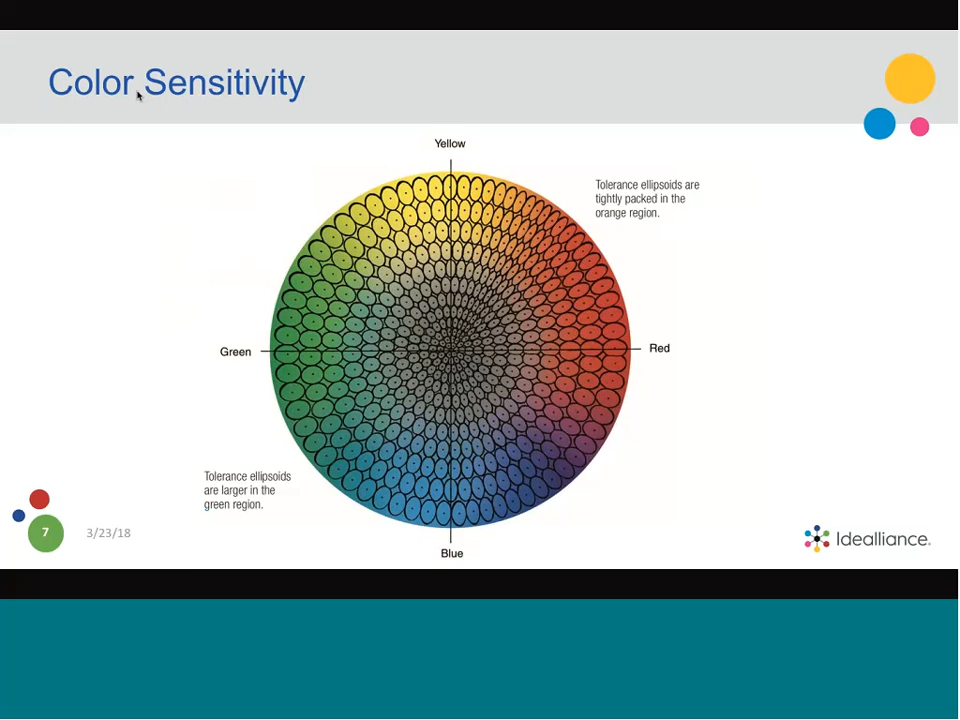 Color Sensitivity
Yellow
Tolerance ellipsoids are
tightly packed in the
orange region.
Green
Red
Tolerance ellipsoids
are larger in the
green region.
7
3/23/18
Blue
Idealliance.